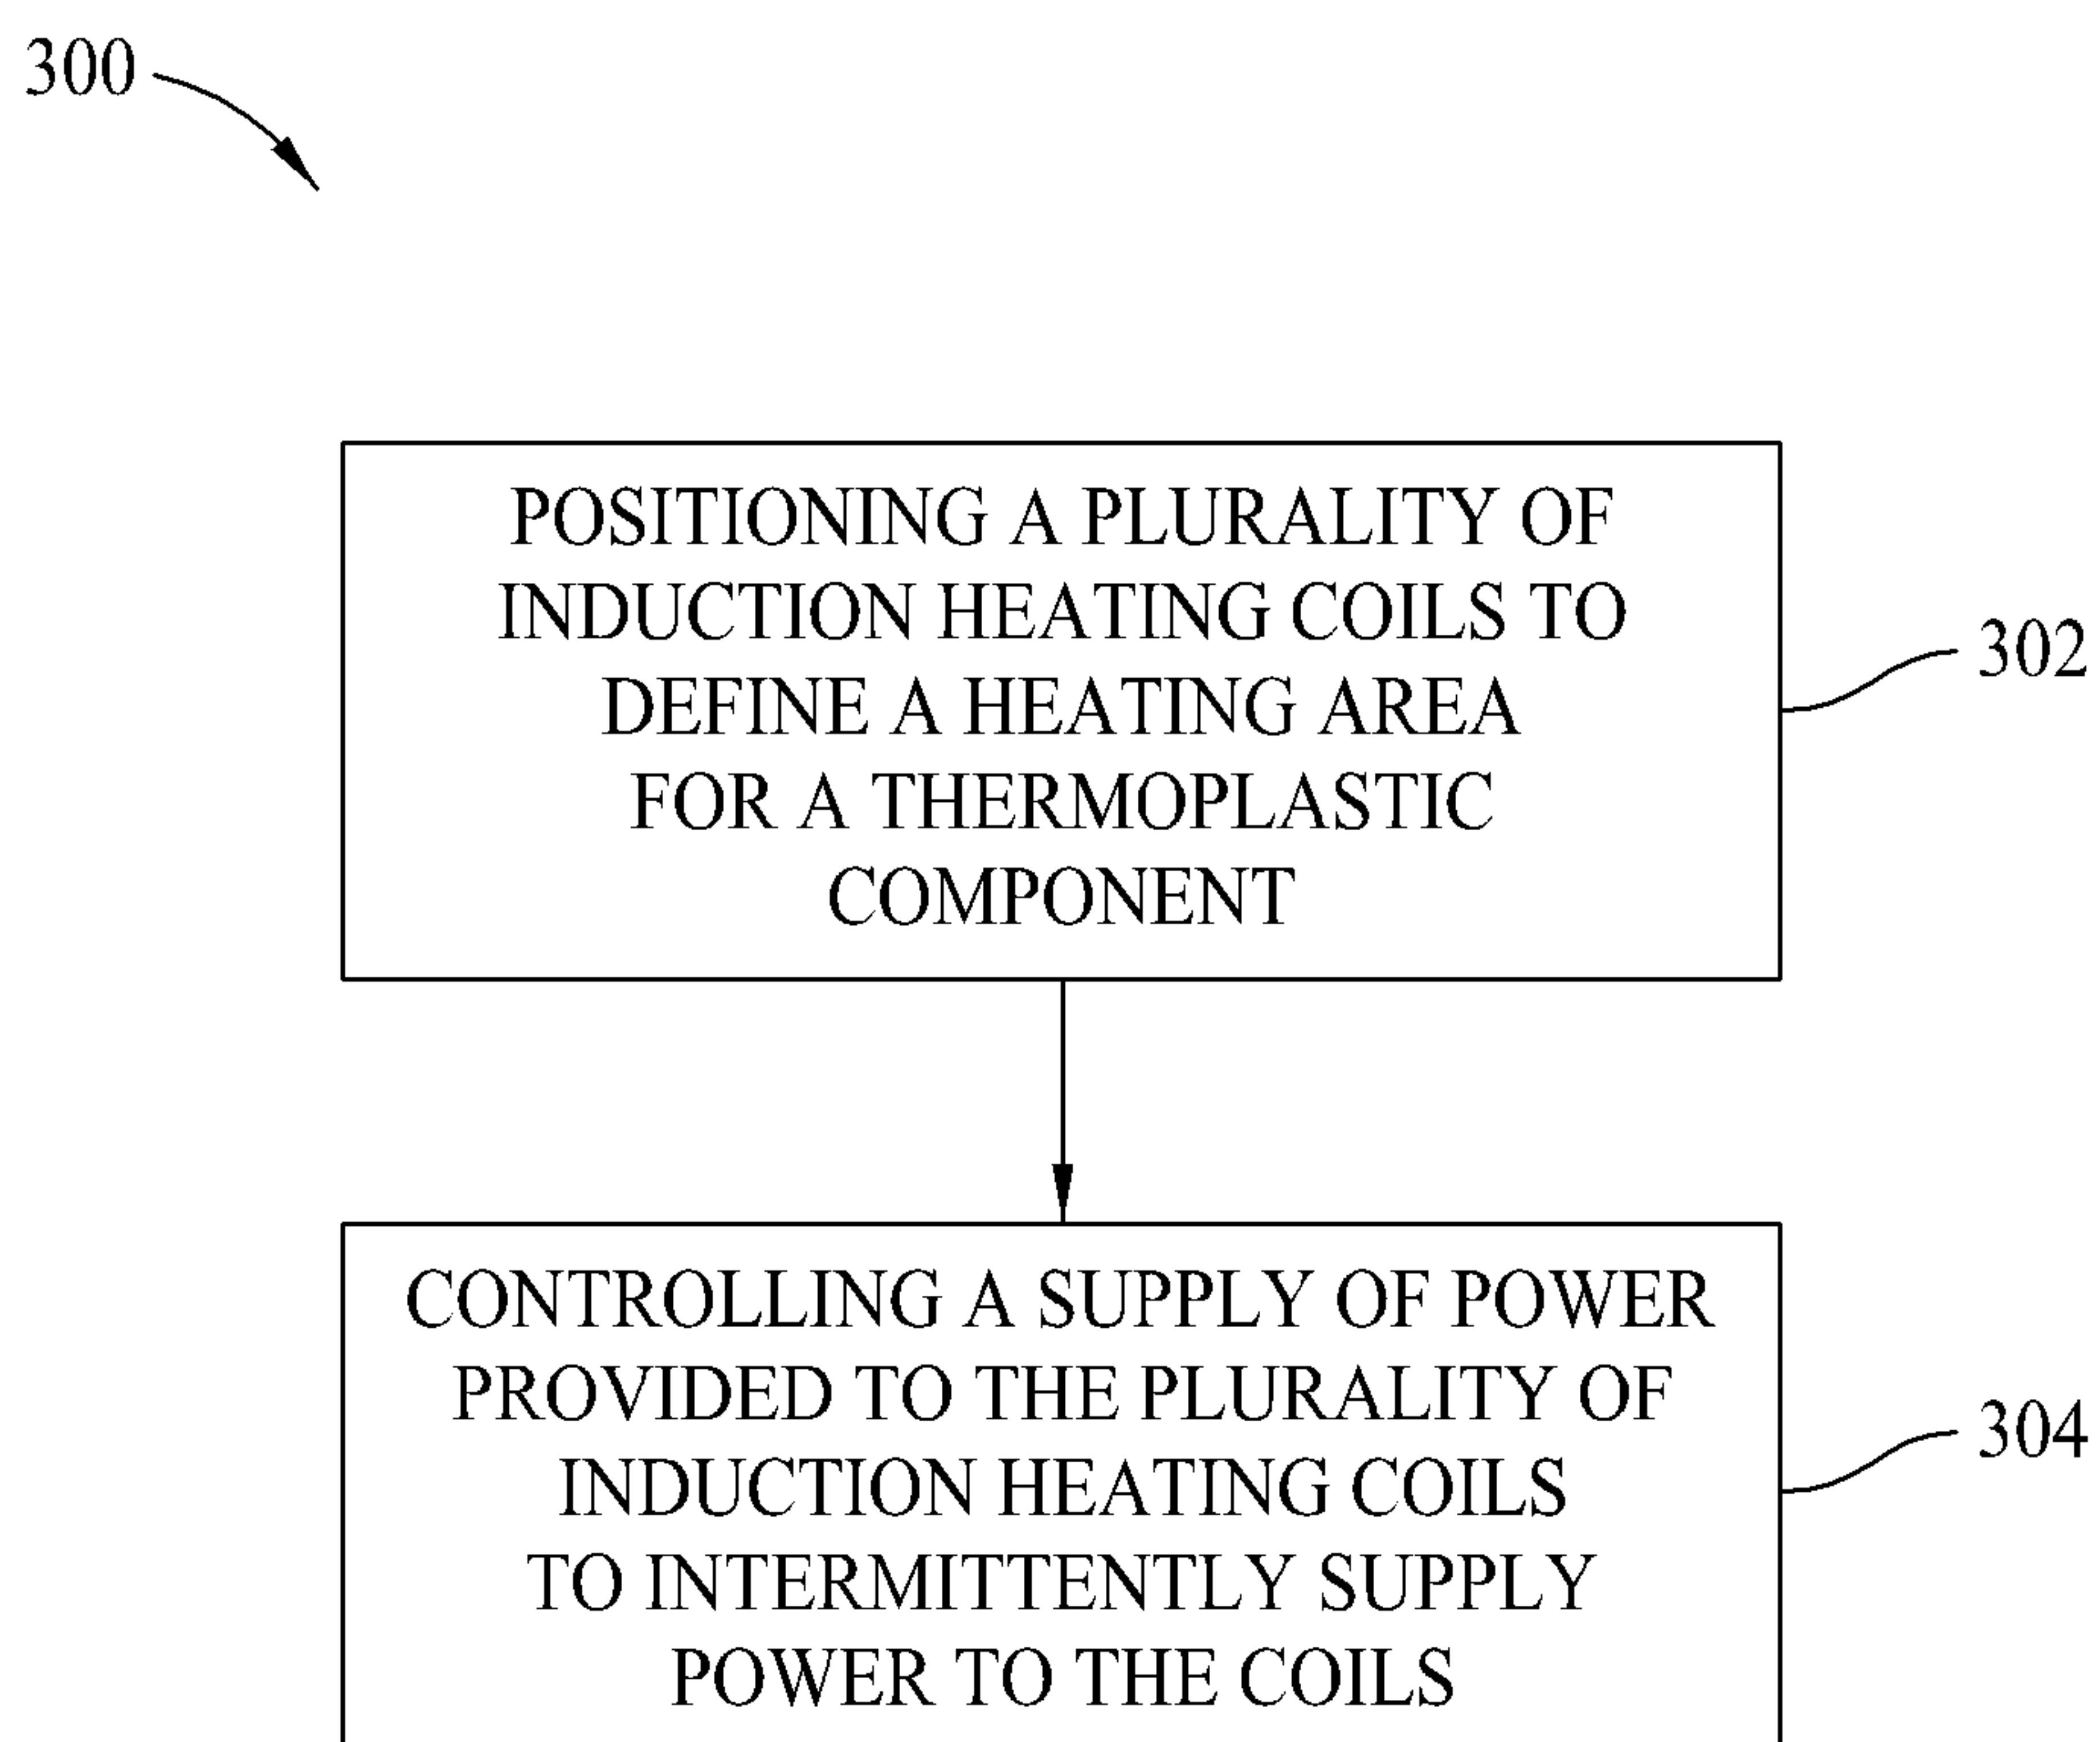 300
POSITIONING A PLURALITY OF
INDUCTION HEATING COILS TO
DEFINE A HEATING AREA
FOR A THERMOPLASTIC
COMPONENT
302
CONTROLLING A SUPPLY OF POWER
PROVIDED TO THE PLURALITY OF
INDUCTION HEATING COILS
TO INTERMITTENTLY SUPPLY
POWER TO THE COILS
304